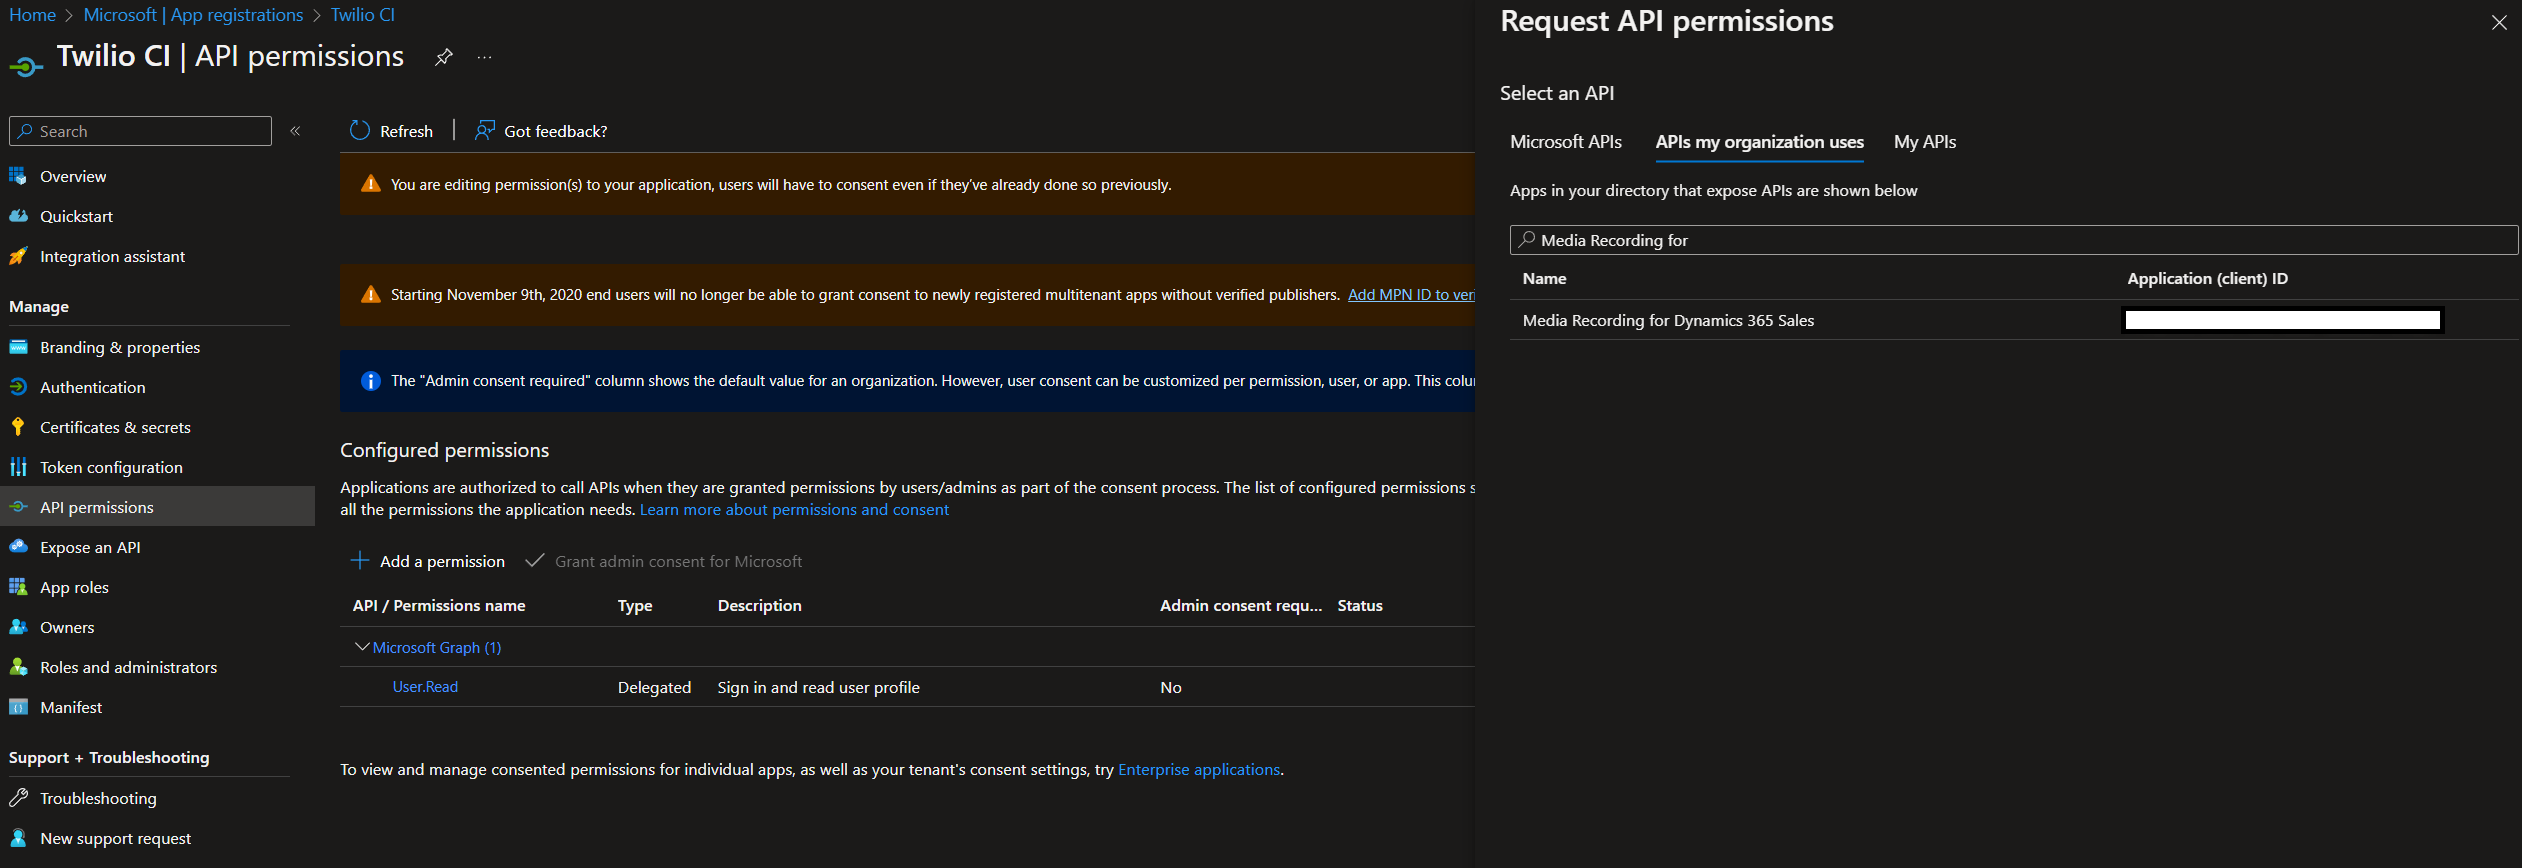 Home > Microsoft | App registrations > Twilio CI
Twilio CI | API permissions
Search
Overview
Quickstart
Integration assistant
Manage
Branding & properties
Authentication
Certificates & secrets
Token configuration
API permissions
Expose an API
App roles
Owners
Roles and administrators
Manifest
Support + Troubleshooting
Troubleshooting
New support request
Refresh | Got feedback?
You are editing permission(s) to your application, users will have to consent even if they've already done so previously.
Starting November 9th, 2020 end users will no longer be able to grant consent to newly registered multitenant apps without verified publishers. Add MPN ID to veri
The "Admin consent required" column shows the default value for an organization. However, user consent can be customized per permission, user, or app. This colu
Configured permissions
Applications are authorized to call APIs when they are granted permissions by users/admins as part of the consent process. The list of configured permissions s
all the permissions the application needs. Learn more about permissions and consent
Add a permission Grant admin consent for Microsoft
API / Permissions name Type Description Admin consent requ... Status
Microsoft Graph (1)
User.Read Delegated Sign in and read user profile No
To view and manage consented permissions for individual apps, as well as your tenant's consent settings, try Enterprise applications.
Request API permissions
Select an API
Microsoft APIs APIs my organization uses My APIs
Apps in your directory that expose APIs are shown below
Media Recording for
Name Application (client) ID
Media Recording for Dynamics 365 Sales